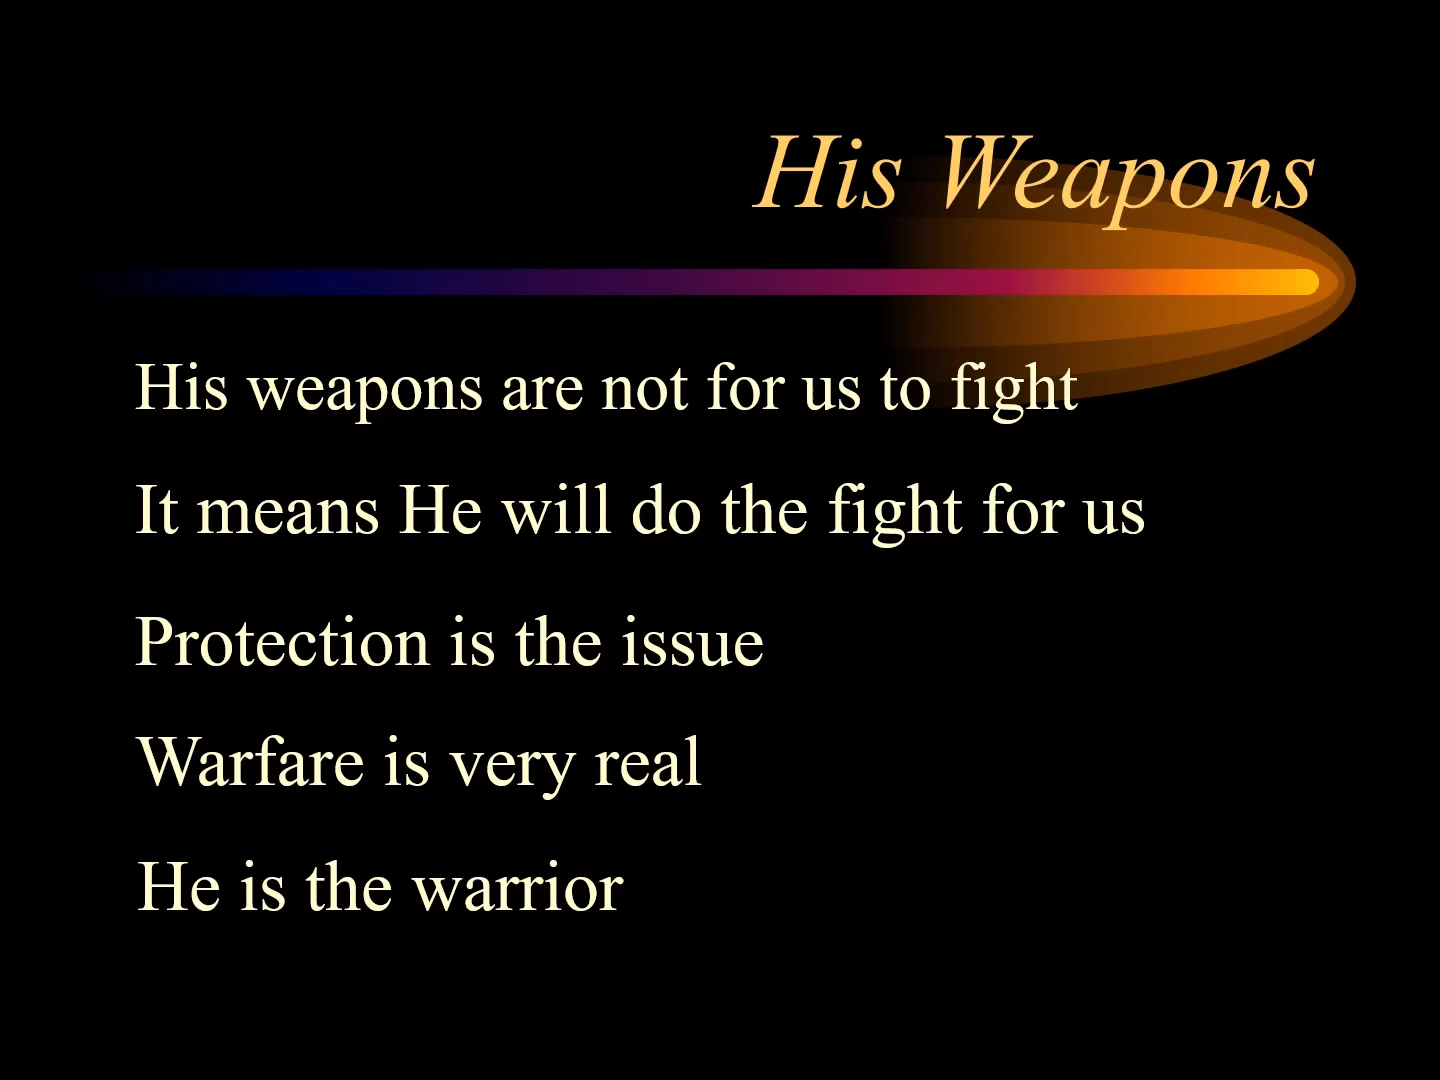 His Weapons
His weapons are not for us to fight
It means He will do the fight for us
Protection is the issue
Warfare is very real
He is the warrior